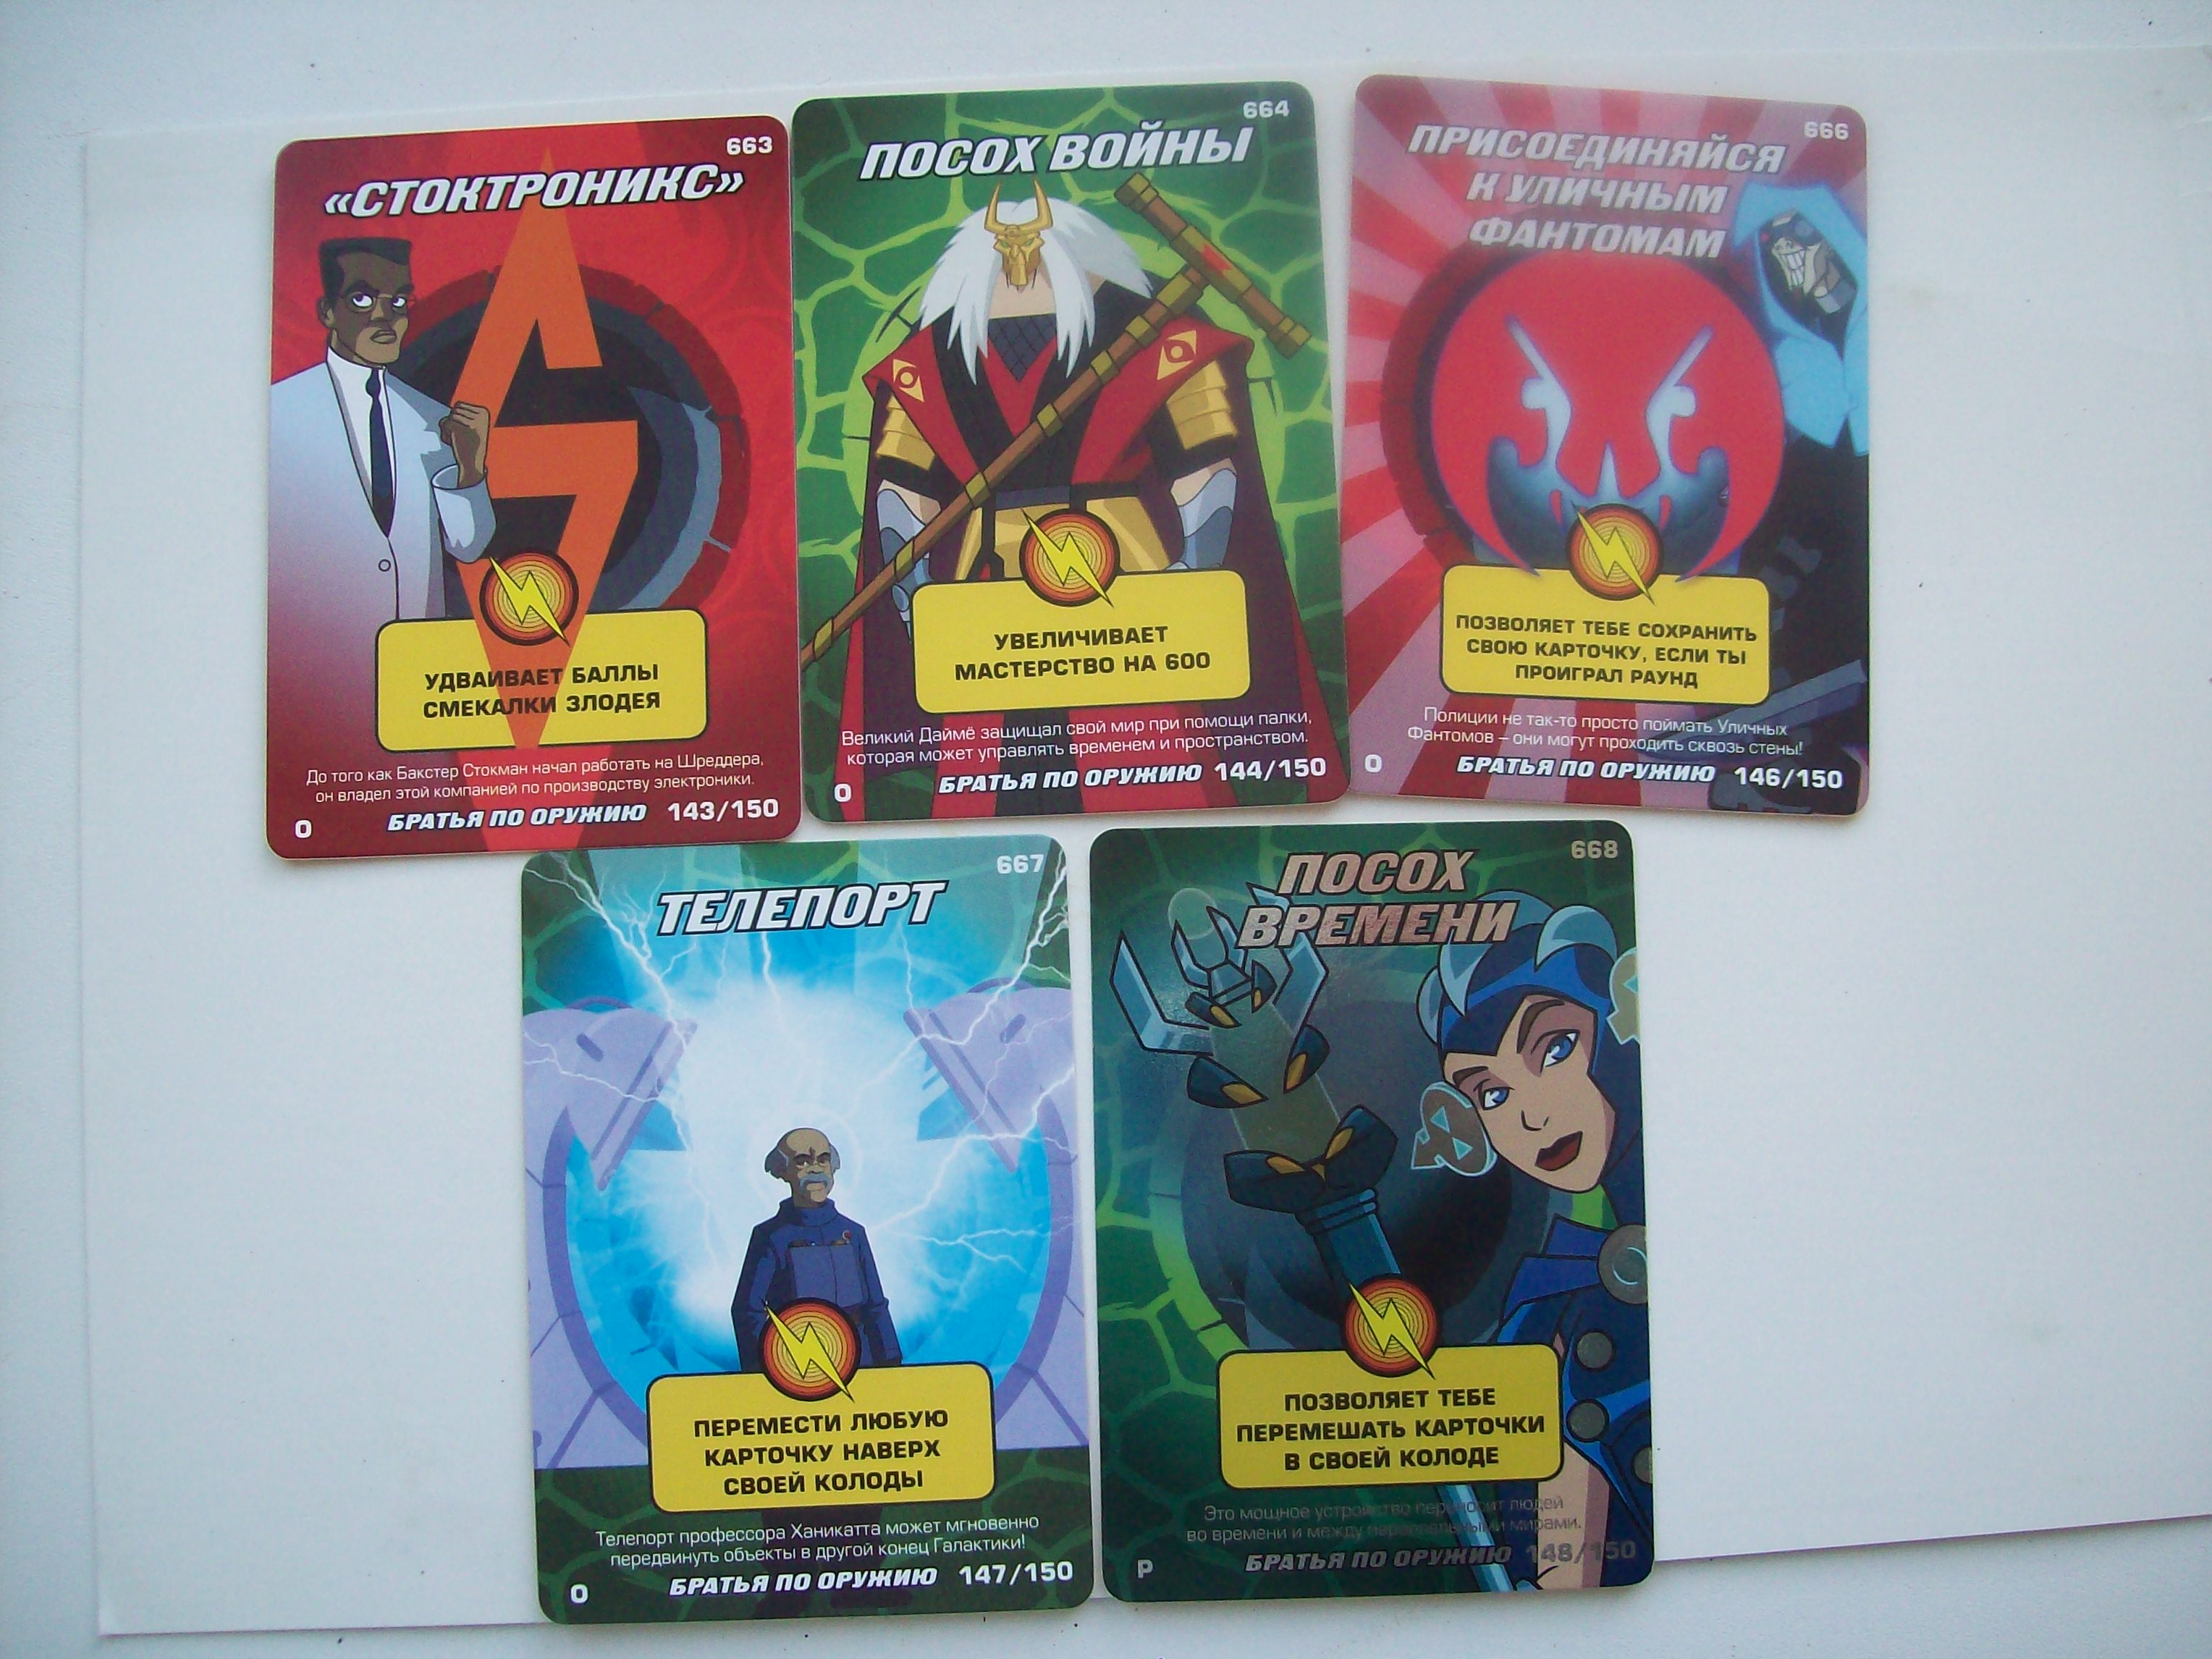 663
«СТОКТРОНИКС»
УДВАИВАЕТ БАЛЛЫ
СМЕКАЛКИ ЗЛОДЕЯ
До того как Бакстер Стокман начал работать на Шреддера,
он владел этой компанией по производству электроники.
О БРАТЬЯ ПО ОРУЖИЮ 143/150
664
ПОСОХ ВОЙНЫ
УВЕЛИЧИВАЕТ
МАСТЕРСТВО НА 600
Великий Даймё защищал свой мир при помощи палки,
которая может управлять временем и пространством.
О БРАТЬЯ ПО ОРУЖИЮ 144/150
666
ПРИСОЕДИНЯЙСЯ
К УЛИЧНЫМ
ФАНТОМАМ
ПОЗВОЛЯЕТ ТЕБЕ СОХРАНИТЬ
СВОЮ КАРТОЧКУ, ЕСЛИ ТЫ
ПРОИГРАЛ РАУНД
Полиции не так-то просто поймать Уличных
Фантомов – они могут проходить сквозь стены!
О БРАТЬЯ ПО ОРУЖИЮ 146/150
667
ТЕЛЕПОРТ
ПЕРЕМЕСТИ ЛЮБУЮ
КАРТОЧКУ НАВЕРХ
СВОЕЙ КОЛОДЫ
Телепорт профессора Ханикатта может мгновенно
передвинуть объекты в другой конец Галактики!
О БРАТЬЯ ПО ОРУЖИЮ 147/150
668
ПОСОХ
ВРЕМЕНИ
ПОЗВОЛЯЕТ ТЕБЕ
ПЕРЕМЕШАТЬ КАРТОЧКИ
В СВОЕЙ КОЛОДЕ
Это мощное устройство переносит людей
во времени и между параллельными мирами.
Р БРАТЬЯ ПО ОРУЖИЮ 148/150